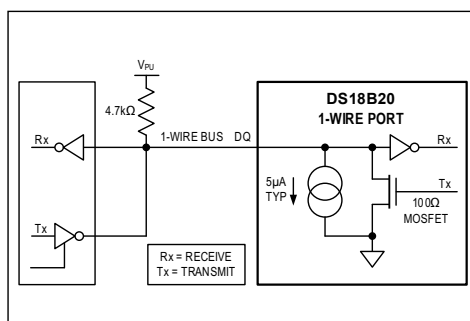 VPU
4.7kΩ
DS18B20
1-WIRE PORT
Rx
1-WIRE BUS DQ
Rx
Tx
5µA
TYP
Tx
100Ω
MOSFET
Rx = RECEIVE
Tx = TRANSMIT